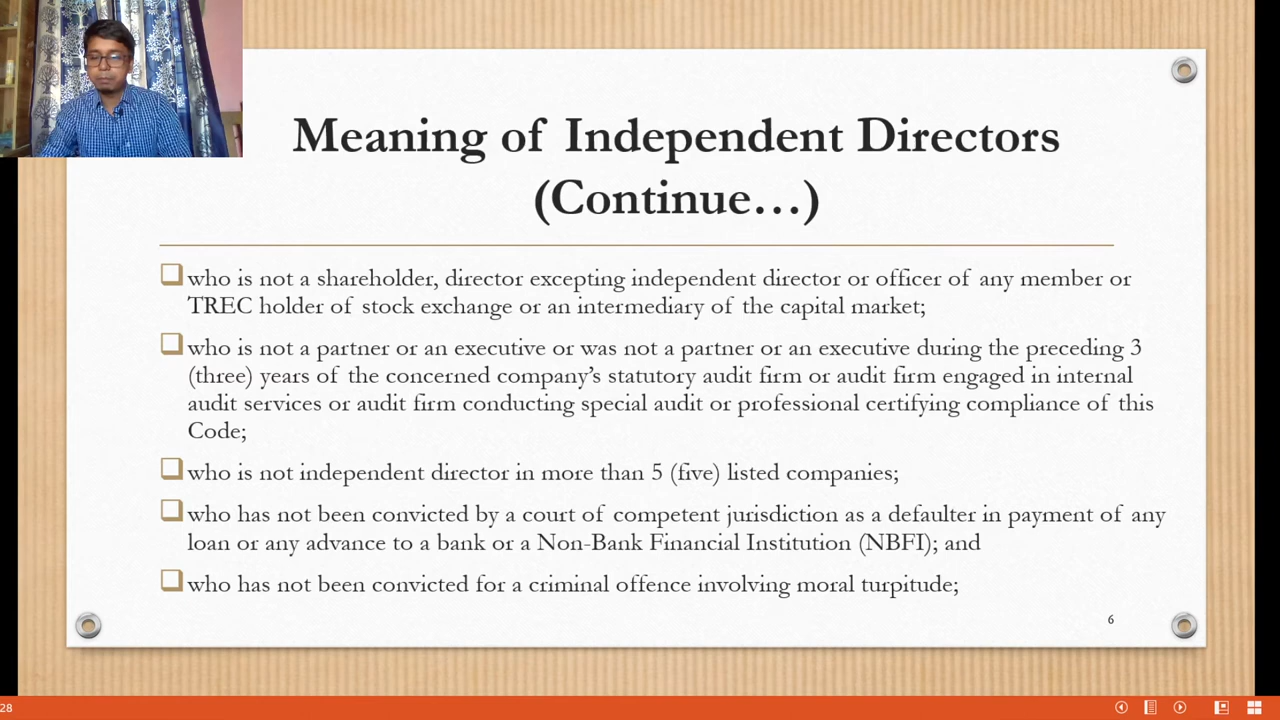 Meaning of Independent Directors
(Continue…)
who is not a shareholder, director excepting independent director or officer of any member or
TREC holder of stock exchange or an intermediary of the capital market;
who is not a partner or an executive or was not a partner or an executive during the preceding 3
(three) years of the concerned company’s statutory audit firm or audit firm engaged in internal
audit services or audit firm conducting special audit or professional certifying compliance of this
Code;
who is not independent director in more than 5 (five) listed companies;
who has not been convicted by a court of competent jurisdiction as a defaulter in payment of any
loan or any advance to a bank or a Non-Bank Financial Institution (NBFI); and
who has not been convicted for a criminal offence involving moral turpitude;
6
28